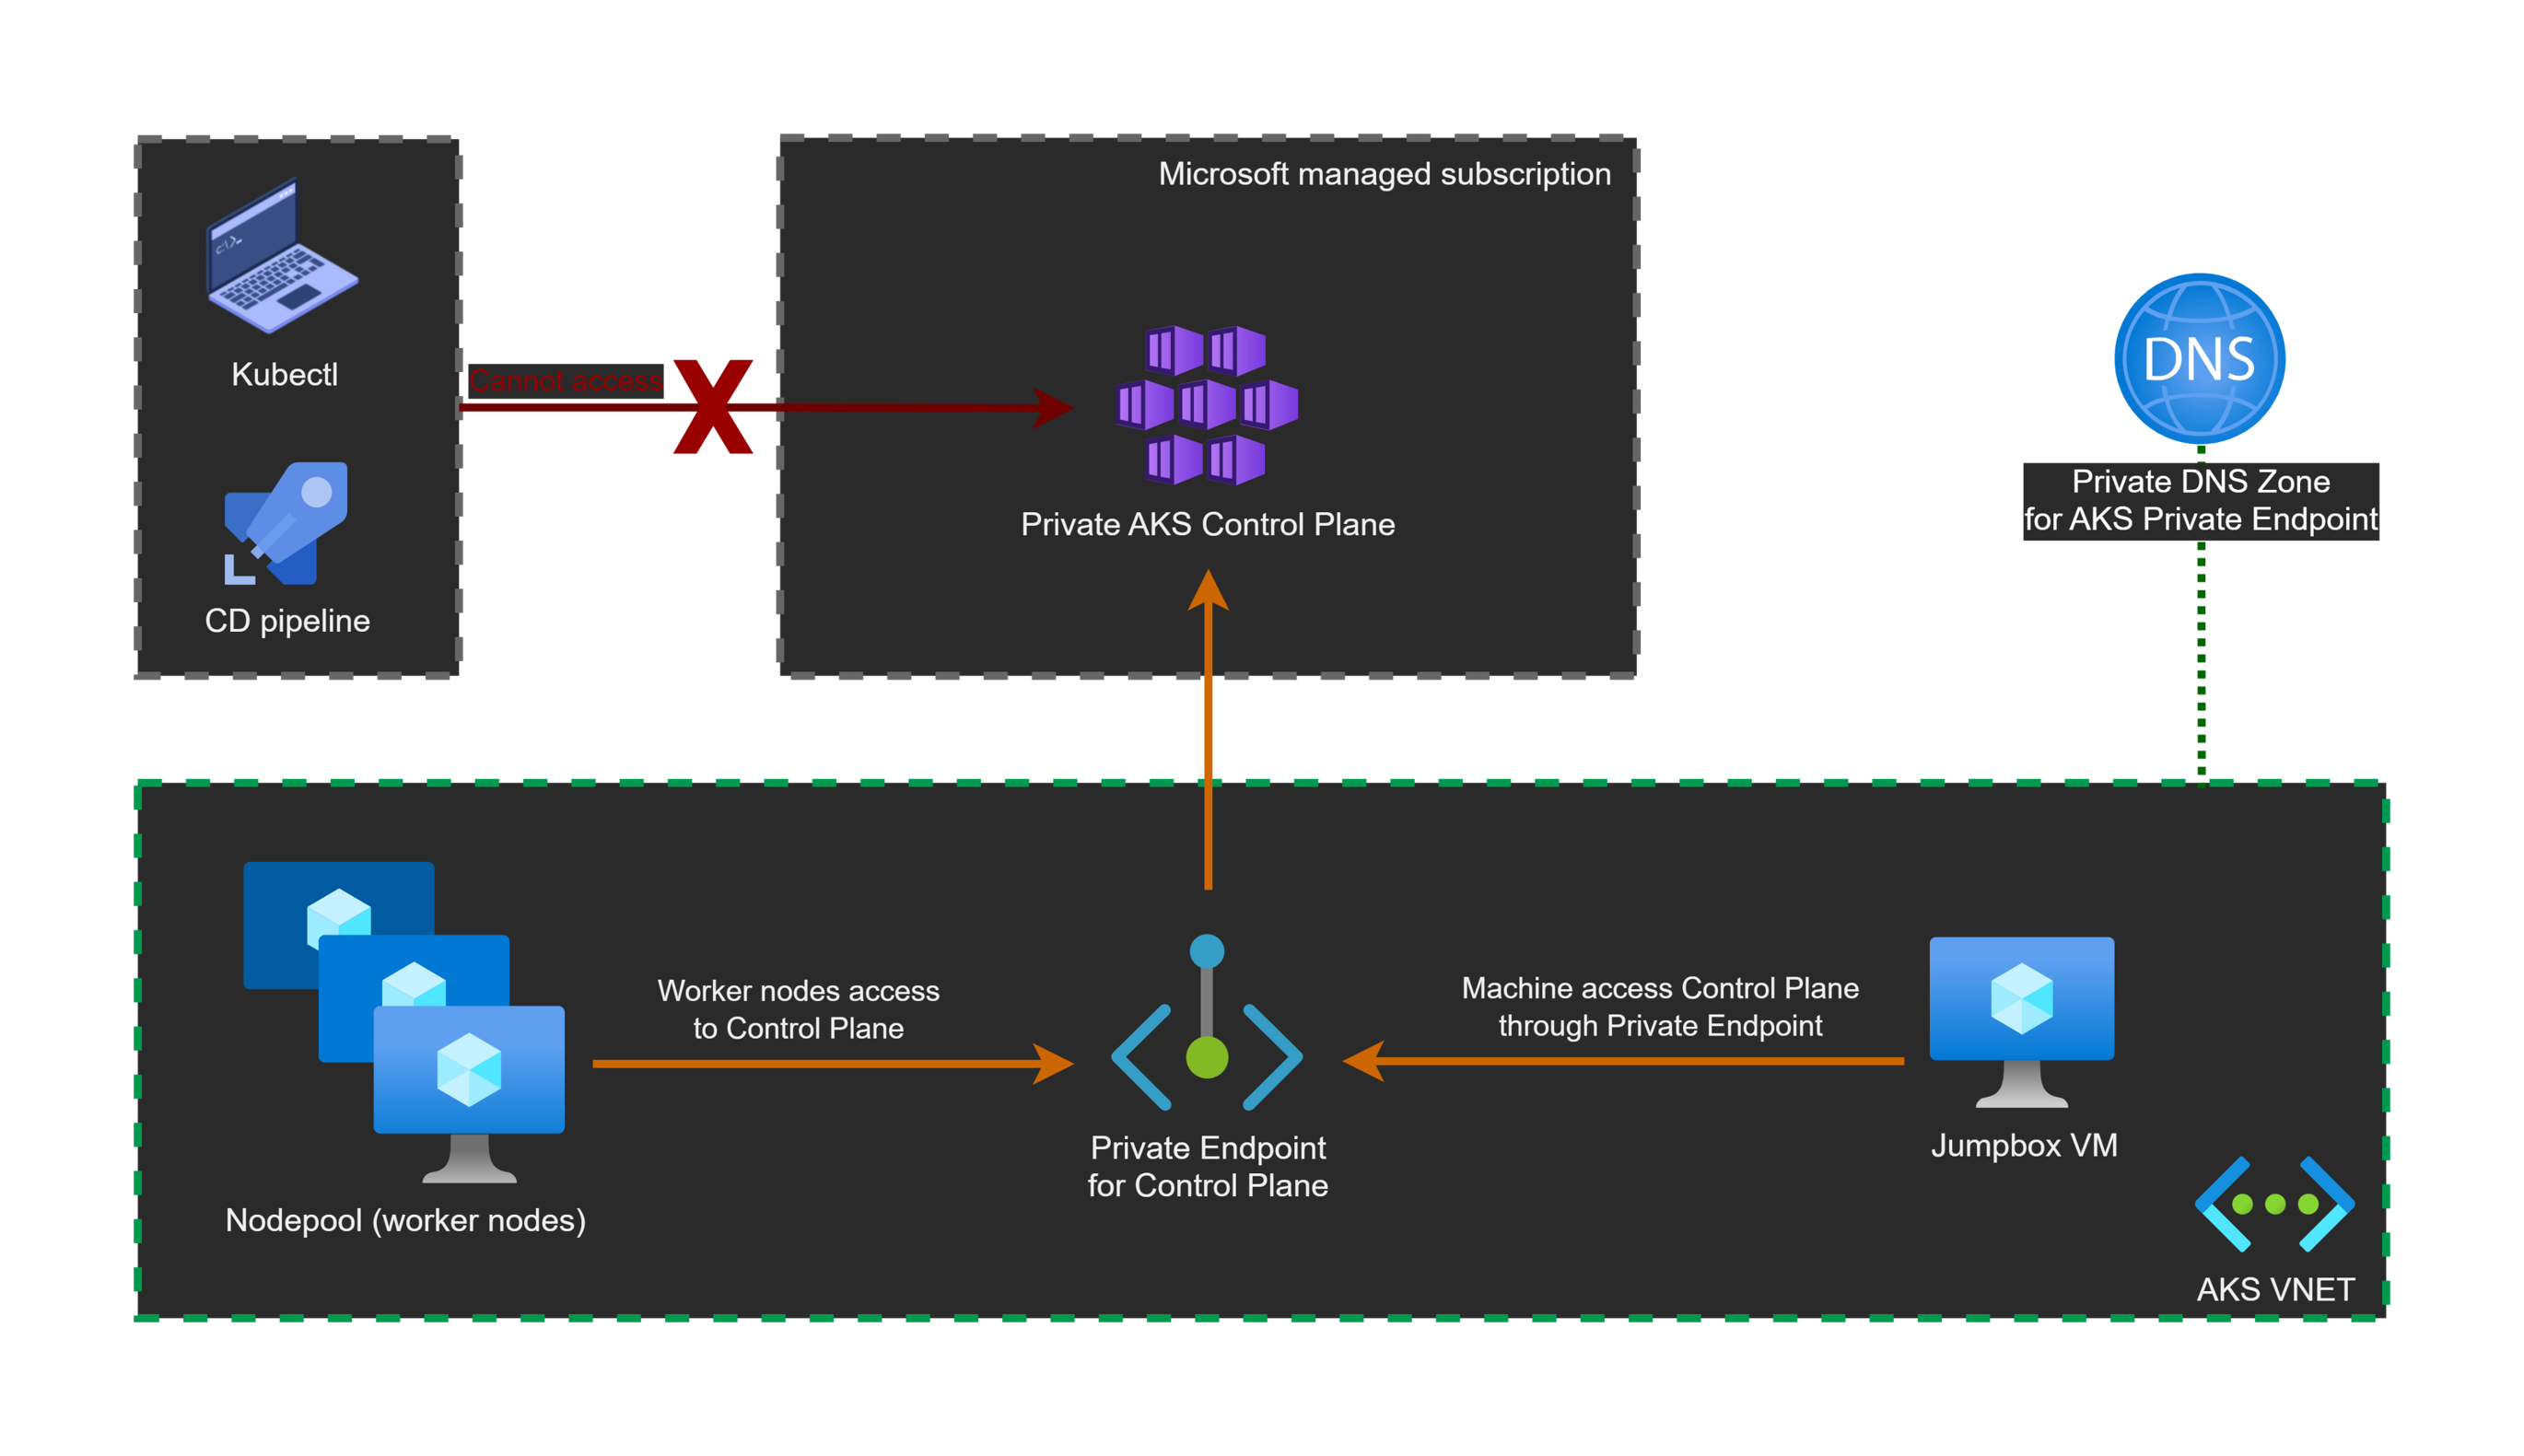 Microsoft managed subscription
Kubectl
Cannot access
CD pipeline
Private AKS Control Plane
DNS
Private DNS Zone
for AKS Private Endpoint
Worker nodes access
to Control Plane
Nodepool (worker nodes)
Private Endpoint
for Control Plane
Machine access Control Plane
through Private Endpoint
Jumpbox VM
AKS VNET